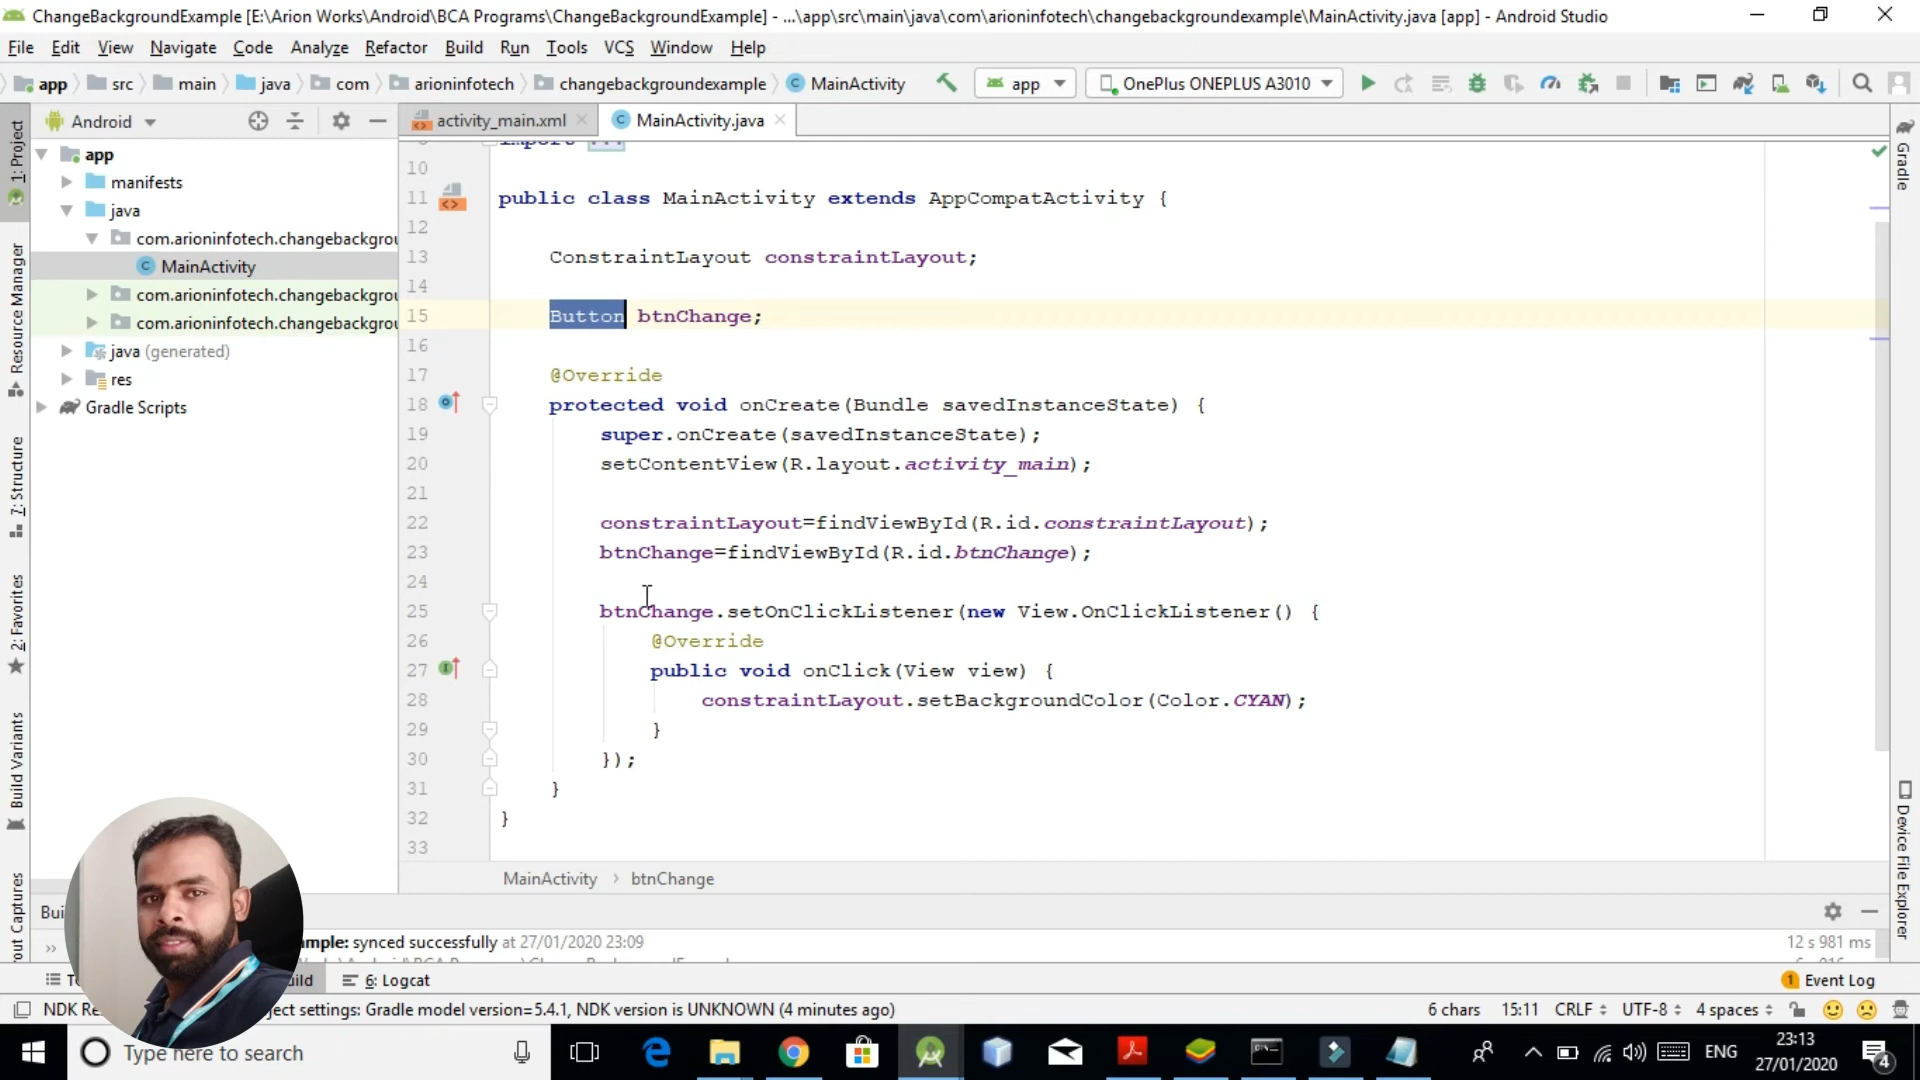 ChangeBackgroundExample [E:\Arion Works\Android\BCA Programs\ChangeBackgroundExample] - ...\app\src\main\java\com\arioninfotech\changebackgroundexample\MainActivity.java [app] - Android Studio
File Edit View Navigate Code Analyze Refactor Build Run Tools VCS Window Help
app src main java com arioninfotech changebackgroundexample MainActivity app OnePlus ONEPLUS A3010
Android
activity_main.xml MainActivity.java
1: Project
Resource Manager
7: Structure
2: Favorites
Build Variants
out Captures
app
manifests
java
com.arioninfotech.changebackgrou
MainActivity
com.arioninfotech.changebackgrou
com.arioninfotech.changebackgrou
java (generated)
res
Gradle Scripts
import ...
10
11 public class MainActivity extends AppCompatActivity {
12
13 ConstraintLayout constraintLayout;
14
15 Button btnChange;
16
17 @Override
18 protected void onCreate(Bundle savedInstanceState) {
19 super.onCreate(savedInstanceState);
20 setContentView(R.layout.activity_main);
21
22 constraintLayout=findViewById(R.id.constraintLayout);
23 btnChange=findViewById(R.id.btnChange);
24
25 btnChange.setOnClickListener(new View.OnClickListener() {
26 @Override
27 public void onClick(View view) {
28 constraintLayout.setBackgroundColor(Color.CYAN);
29 }
30 });
31 }
32 }
33
MainActivity › btnChange
Gradle
Device File Explorer
Bui
mple: synced successfully at 27/01/2020 23:09 12 s 981 ms
6: Logcat 1 Event Log
NDK Re ject settings: Gradle model version=5.4.1, NDK version is UNKNOWN (4 minutes ago) 6 chars 15:11 CRLF UTF-8 4 spaces
Type here to search ENG 23:13
27/01/2020 4